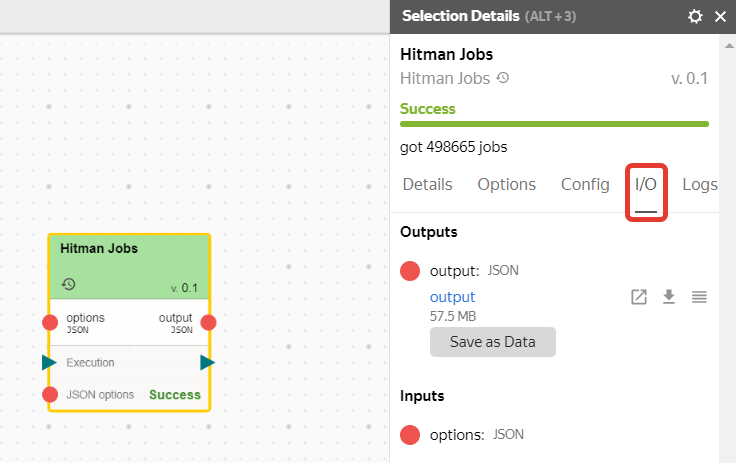 Selection Details (ALT + 3)
Hitman Jobs
Hitman Jobs v. 0.1
Success
got 498665 jobs
Details Options Config I/O Logs
Outputs
output: JSON
output
57.5 MB
Save as Data
Inputs
options: JSON
Hitman Jobs
v. 0.1
options output
JSON JSON
Execution
JSON options Success